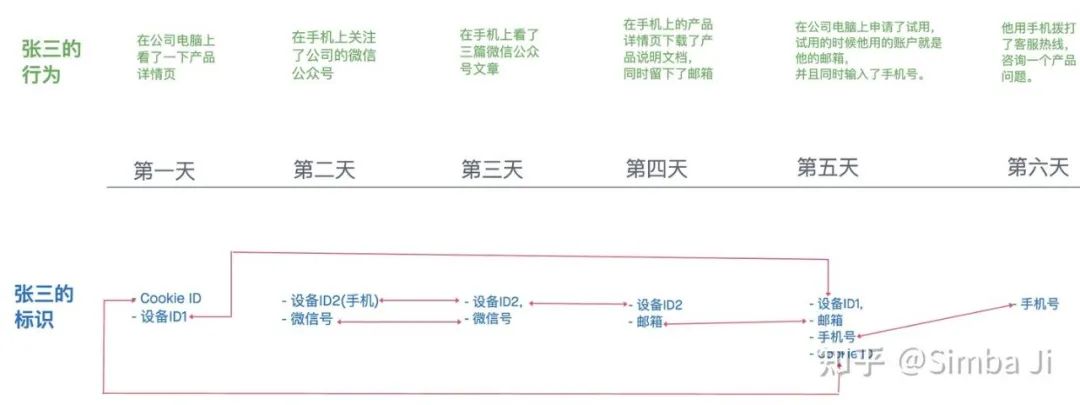 张三的
行为
在公司电脑上
看了一下产品
详情页
在手机上关注
了公司的微信
公众号
在手机上看了
三篇微信公众
号文章
在手机上的产品
详情页下载了产
品说明文档,
同时留下了邮箱
在公司电脑上申请了试用,
试用的时候他用的账户就是
他的邮箱,
并且同时输入了手机号。
他用手机拨打
了客服热线,
咨询一个产品
问题。
第一天
第二天
第三天
第四天
第五天
第六天
张三的
标识
Cookie ID
- 设备ID1
- 设备ID2(手机)
- 微信号
- 设备ID2,
- 微信号
- 设备ID2
- 邮箱
- 设备ID1,
- 邮箱
- 手机号
- Cookie ID
- 手机号
知乎 @Simba Ji